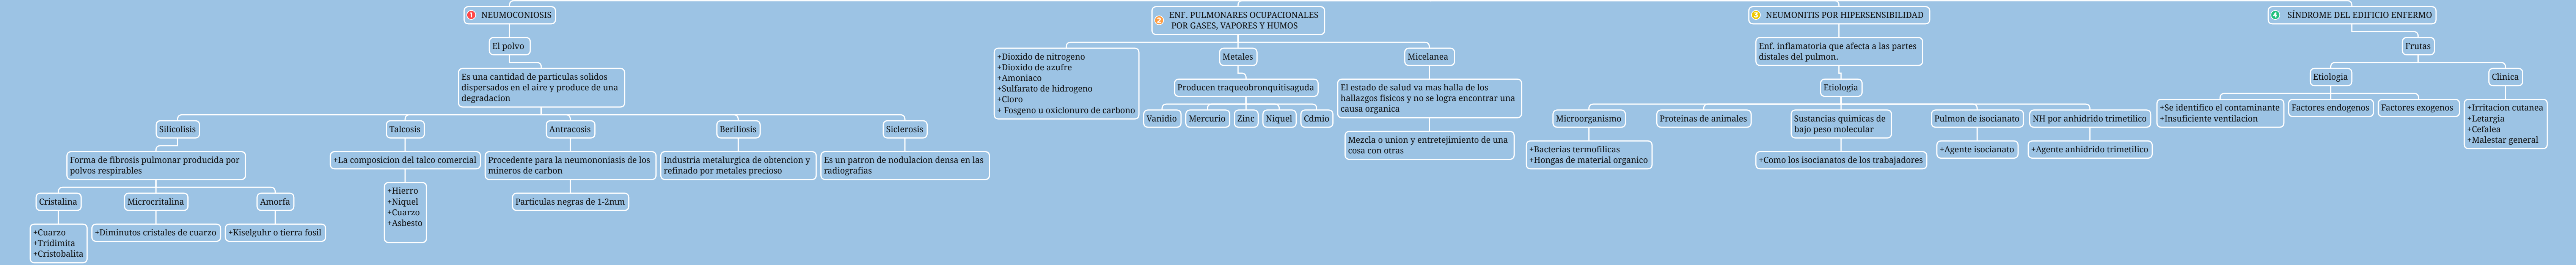 1 NEUMOCONIOSIS
El polvo
Es una cantidad de particulas solidos
dispersados en el aire y produce de una
degradacion
Silicolisis
Forma de fibrosis pulmonar producida por
polvos respirables
Cristalina
+Cuarzo
+Tridimita
+Cristobalita
Microcritalina
+Diminutos cristales de cuarzo
Amorfa
+Kiselguhr o tierra fosil
Talcosis
+La composicion del talco comercial
+Hierro
+Niquel
+Cuarzo
+Asbesto
Antracosis
Procedente para la neumononiasis de los
mineros de carbon
Particulas negras de 1-2mm
Beriliosis
Industria metalurgica de obtencion y
refinado por metales precioso
Siclerosis
Es un patron de nodulacion densa en las
radiografias
2 ENF. PULMONARES OCUPACIONALES
POR GASES, VAPORES Y HUMOS
+Dioxido de nitrogeno
+Dioxido de azufre
+Amoniaco
+Sulfarato de hidrogeno
+Cloro
+ Fosgeno u oxiclonuro de carbono
Metales
Producen traqueobronquitisaguda
Vanidio
Mercurio
Zinc
Niquel
Cdmio
Micelanea
El estado de salud va mas halla de los
hallazgos fisicos y no se logra encontrar una
causa organica
Mezcla o union y entretejimiento de una
cosa con otras
3 NEUMONITIS POR HIPERSENSIBILIDAD
Enf. inflamatoria que afecta a las partes
distales del pulmon.
Etiologia
Microorganismo
+Bacterias termofilicas
+Hongas de material organico
Proteinas de animales
Sustancias quimicas de
bajo peso molecular
+Como los isocianatos de los trabajadores
Pulmon de isocianato
+Agente isocianato
NH por anhidrido trimetilico
+Agente anhidrido trimetilico
4 SÍNDROME DEL EDIFICIO ENFERMO
Frutas
Etiologia
+Se identifico el contaminante
+Insuficiente ventilacion
Factores endogenos
Factores exogenos
Clinica
+Irritacion cutanea
+Letargia
+Cefalea
+Malestar general